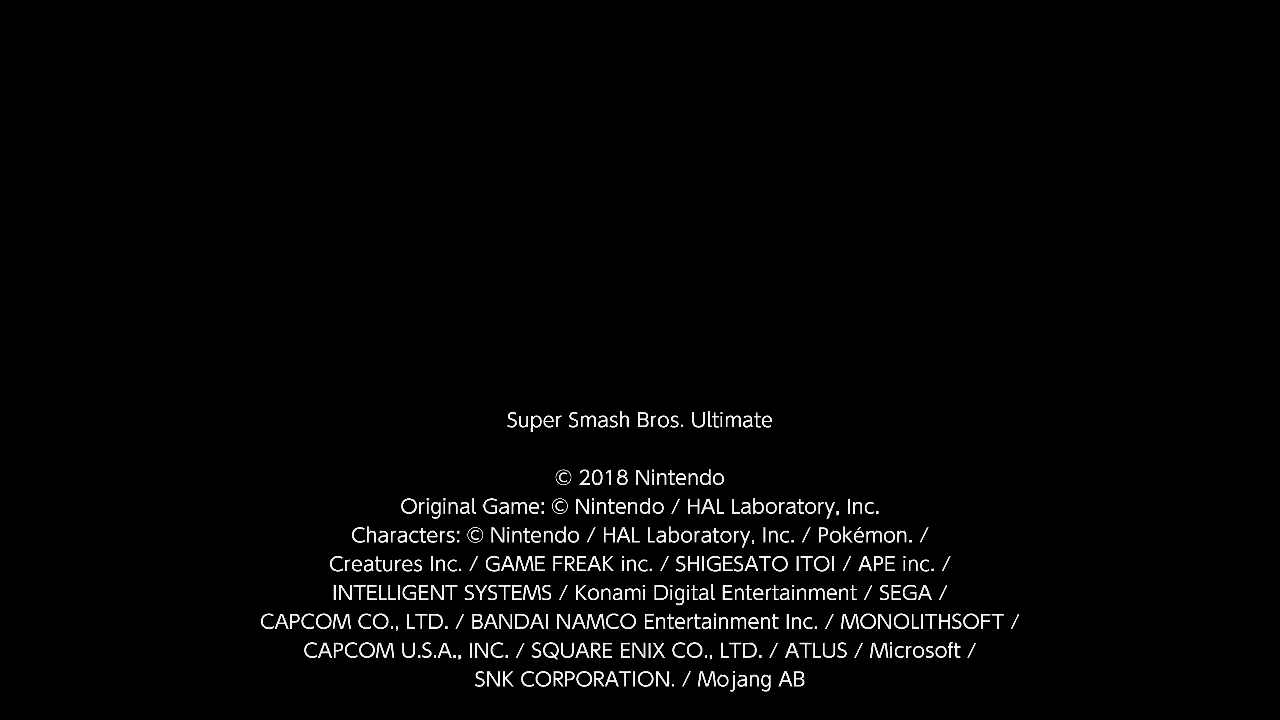 Super Smash Bros. Ultimate
© 2018 Nintendo
Original Game: © Nintendo / HAL Laboratory, Inc.
Characters: © Nintendo / HAL Laboratory, Inc. / Pokémon. /
Creatures Inc. / GAME FREAK inc. / SHIGESATO ITOI / APE inc. /
INTELLIGENT SYSTEMS / Konami Digital Entertainment / SEGA /
CAPCOM CO., LTD. / BANDAI NAMCO Entertainment Inc. / MONOLITHSOFT /
CAPCOM U.S.A., INC. / SQUARE ENIX CO., LTD. / ATLUS / Microsoft /
SNK CORPORATION. / Mojang AB